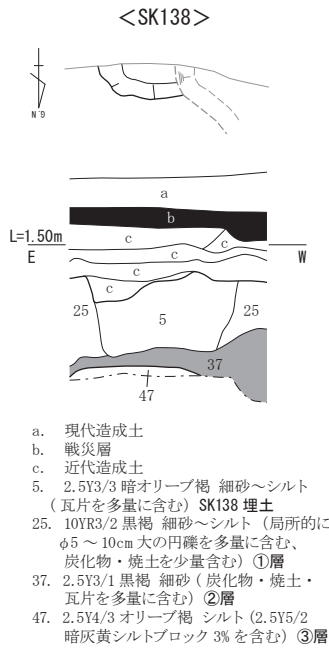 <SK138>
G.N
a
b
L=1.50m
c
c
E
W
c
c
c
25
5
25
37
47
a. 現代造成土
b. 戦災層
c. 近代造成土
5. 2.5Y3/3 暗オリーブ褐 細砂～シルト
(瓦片を多量に含む) SK138 埋土
25. 10YR3/2 黒褐 細砂～シルト (局所的に
φ5 ～ 10cm 大の円礫を多量に含む、
炭化物・焼土を少量含む) ①層
37. 2.5Y3/1 黒褐 細砂 ( 炭化物・焼土・
瓦片を多量に含む) ②層
47. 2.5Y4/3 オリーブ褐 シルト (2.5Y5/2
暗灰黄シルトブロック 3% を含む) ③層